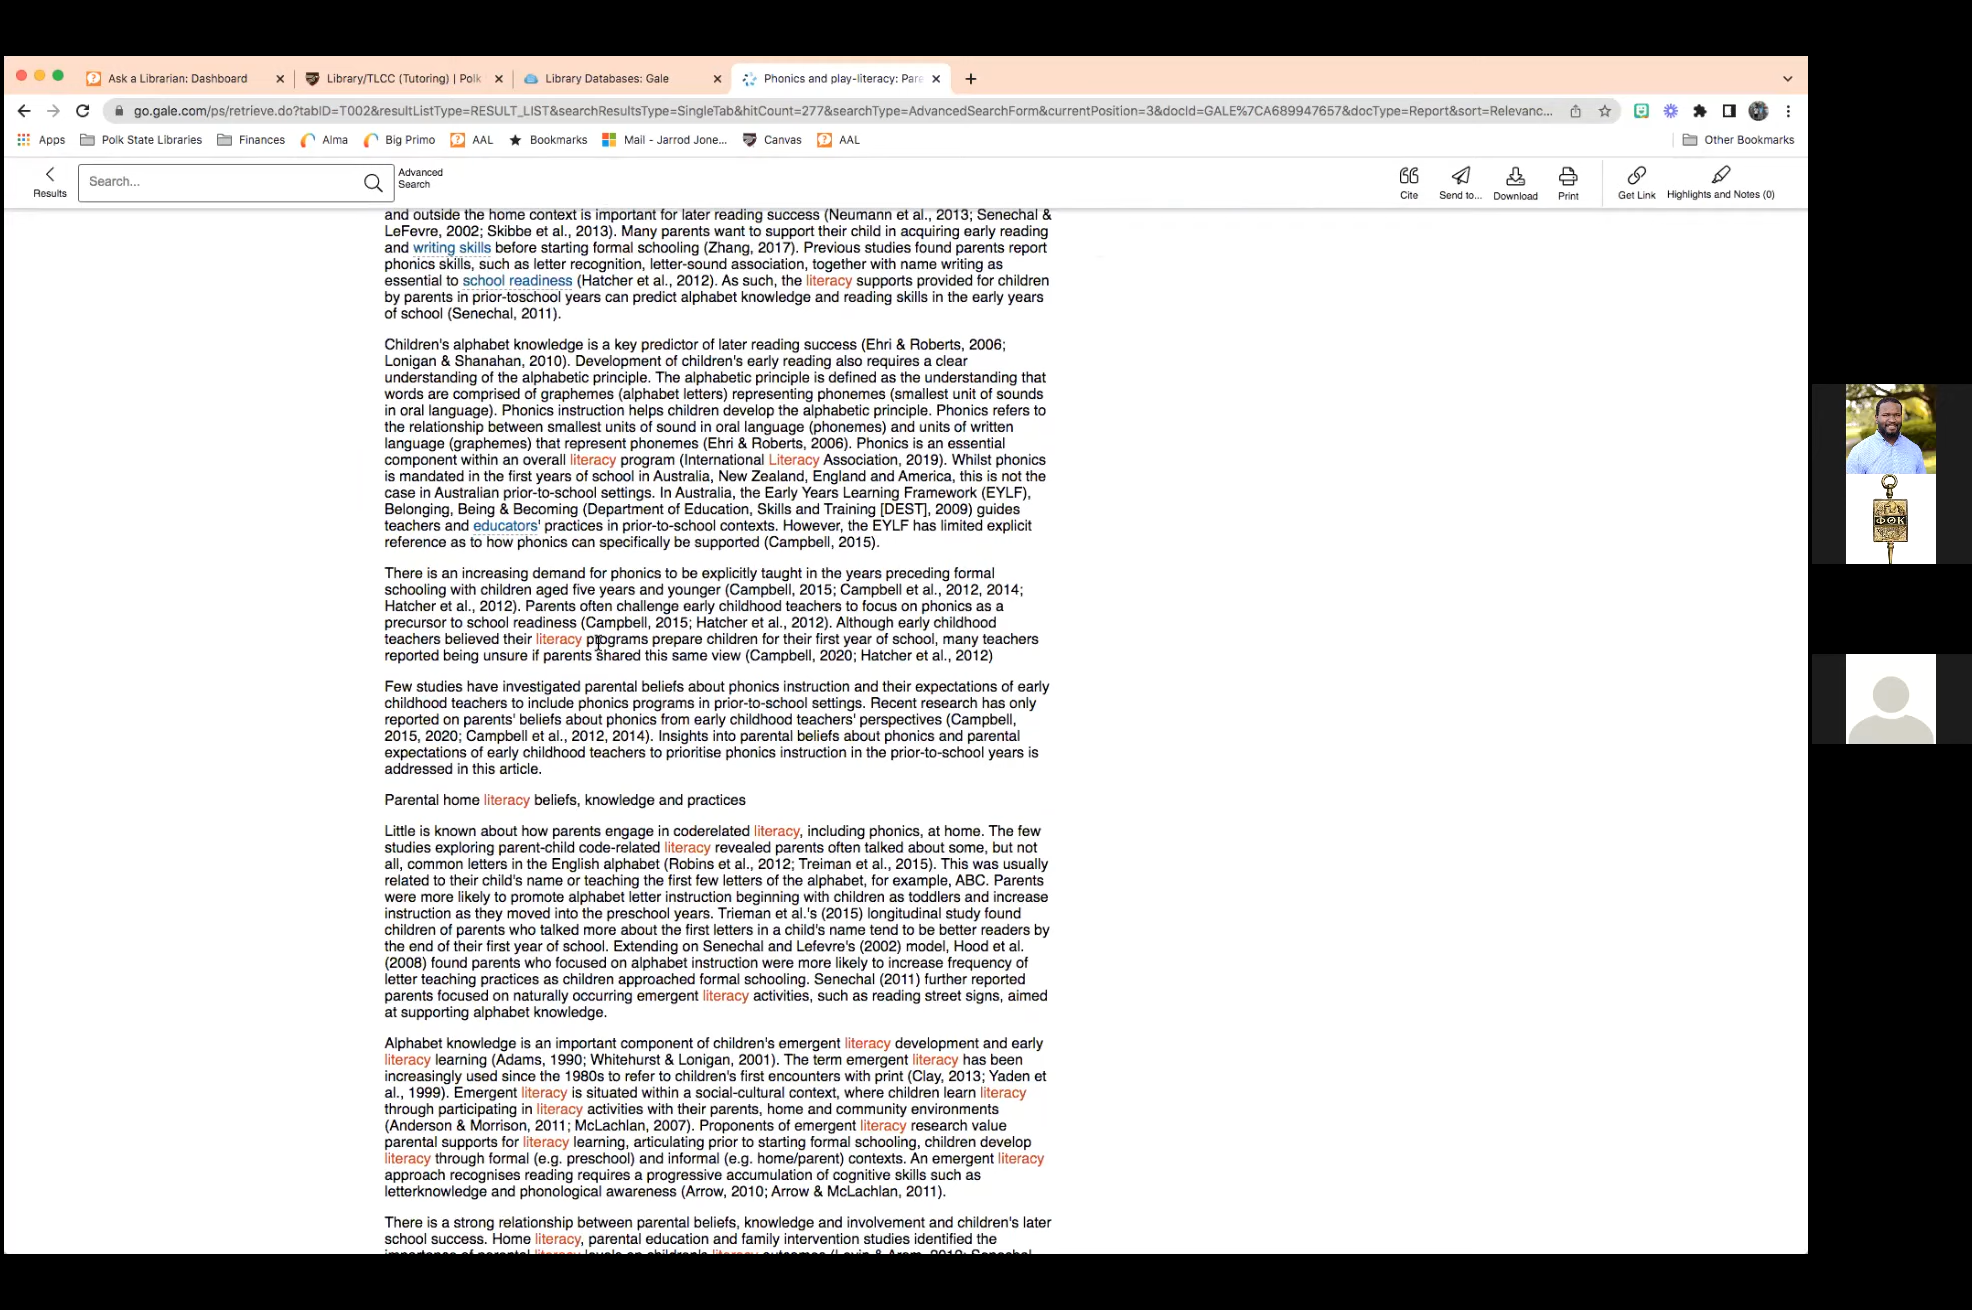 Ask a Librarian: Dashboard
Library/TLCC (Tutoring) | Polk
Library Databases: Gale
Phonics and play-literacy: Pare
go.gale.com/ps/retrieve.do?tabID=T002&resultListType=RESULT_LIST&searchResultsType=SingleTab&hitCount=277&searchType=AdvancedSearchForm&currentPosition=3&docId=GALE%7CA689947657&docType=Report&sort=Relevanc...
Apps Polk State Libraries Finances Alma Big Primo AAL Bookmarks Mail - Jarrod Jone... Canvas AAL Other Bookmarks
Results Search... Advanced Search Cite Send to... Download Print Get Link Highlights and Notes (0)
and outside the home context is important for later reading success (Neumann et al., 2013; Senechal &
LeFevre, 2002; Skibbe et al., 2013). Many parents want to support their child in acquiring early reading
and writing skills before starting formal schooling (Zhang, 2017). Previous studies found parents report
phonics skills, such as letter recognition, letter-sound association, together with name writing as
essential to school readiness (Hatcher et al., 2012). As such, the literacy supports provided for children
by parents in prior-toschool years can predict alphabet knowledge and reading skills in the early years
of school (Senechal, 2011).
Children's alphabet knowledge is a key predictor of later reading success (Ehri & Roberts, 2006;
Lonigan & Shanahan, 2010). Development of children's early reading also requires a clear
understanding of the alphabetic principle. The alphabetic principle is defined as the understanding that
words are comprised of graphemes (alphabet letters) representing phonemes (smallest unit of sounds
in oral language). Phonics instruction helps children develop the alphabetic principle. Phonics refers to
the relationship between smallest units of sound in oral language (phonemes) and units of written
language (graphemes) that represent phonemes (Ehri & Roberts, 2006). Phonics is an essential
component within an overall literacy program (International Literacy Association, 2019). Whilst phonics
is mandated in the first years of school in Australia, New Zealand, England and America, this is not the
case in Australian prior-to-school settings. In Australia, the Early Years Learning Framework (EYLF),
Belonging, Being & Becoming (Department of Education, Skills and Training [DEST], 2009) guides
teachers and educators' practices in prior-to-school contexts. However, the EYLF has limited explicit
reference as to how phonics can specifically be supported (Campbell, 2015).
There is an increasing demand for phonics to be explicitly taught in the years preceding formal
schooling with children aged five years and younger (Campbell, 2015; Campbell et al., 2012, 2014;
Hatcher et al., 2012). Parents often challenge early childhood teachers to focus on phonics as a
precursor to school readiness (Campbell, 2015; Hatcher et al., 2012). Although early childhood
teachers believed their literacy programs prepare children for their first year of school, many teachers
reported being unsure if parents shared this same view (Campbell, 2020; Hatcher et al., 2012)
Few studies have investigated parental beliefs about phonics instruction and their expectations of early
childhood teachers to include phonics programs in prior-to-school settings. Recent research has only
reported on parents' beliefs about phonics from early childhood teachers' perspectives (Campbell,
2015, 2020; Campbell et al., 2012, 2014). Insights into parental beliefs about phonics and parental
expectations of early childhood teachers to prioritise phonics instruction in the prior-to-school years is
addressed in this article.
Parental home literacy beliefs, knowledge and practices
Little is known about how parents engage in coderelated literacy, including phonics, at home. The few
studies exploring parent-child code-related literacy revealed parents often talked about some, but not
all, common letters in the English alphabet (Robins et al., 2012; Treiman et al., 2015). This was usually
related to their child's name or teaching the first few letters of the alphabet, for example, ABC. Parents
were more likely to promote alphabet letter instruction beginning with children as toddlers and increase
instruction as they moved into the preschool years. Trieman et al.'s (2015) longitudinal study found
children of parents who talked more about the first letters in a child's name tend to be better readers by
the end of their first year of school. Extending on Senechal and Lefevre's (2002) model, Hood et al.
(2008) found parents who focused on alphabet instruction were more likely to increase frequency of
letter teaching practices as children approached formal schooling. Senechal (2011) further reported
parents focused on naturally occurring emergent literacy activities, such as reading street signs, aimed
at supporting alphabet knowledge.
Alphabet knowledge is an important component of children's emergent literacy development and early
literacy learning (Adams, 1990; Whitehurst & Lonigan, 2001). The term emergent literacy has been
increasingly used since the 1980s to refer to children's first encounters with print (Clay, 2013; Yaden et
al., 1999). Emergent literacy is situated within a social-cultural context, where children learn literacy
through participating in literacy activities with their parents, home and community environments
(Anderson & Morrison, 2011; McLachlan, 2007). Proponents of emergent literacy research value
parental supports for literacy learning, articulating prior to starting formal schooling, children develop
literacy through formal (e.g. preschool) and informal (e.g. home/parent) contexts. An emergent literacy
approach recognises reading requires a progressive accumulation of cognitive skills such as
letterknowledge and phonological awareness (Arrow, 2010; Arrow & McLachlan, 2011).
There is a strong relationship between parental beliefs, knowledge and involvement and children's later
school success. Home literacy, parental education and family intervention studies identified the
ΦΘΚ